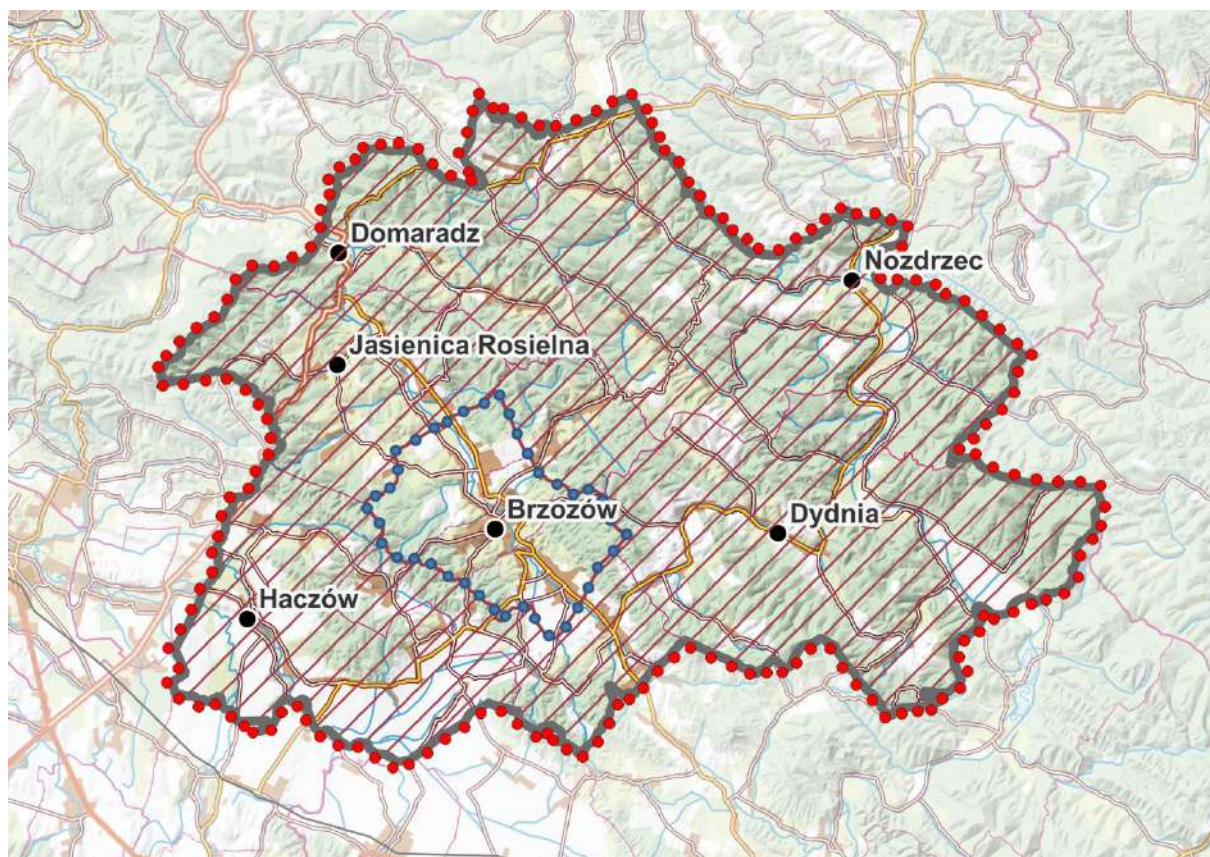 Domaradz
Nozdrzec
Jasienica Rosielna
Brzozów
Dydnia
Haczów